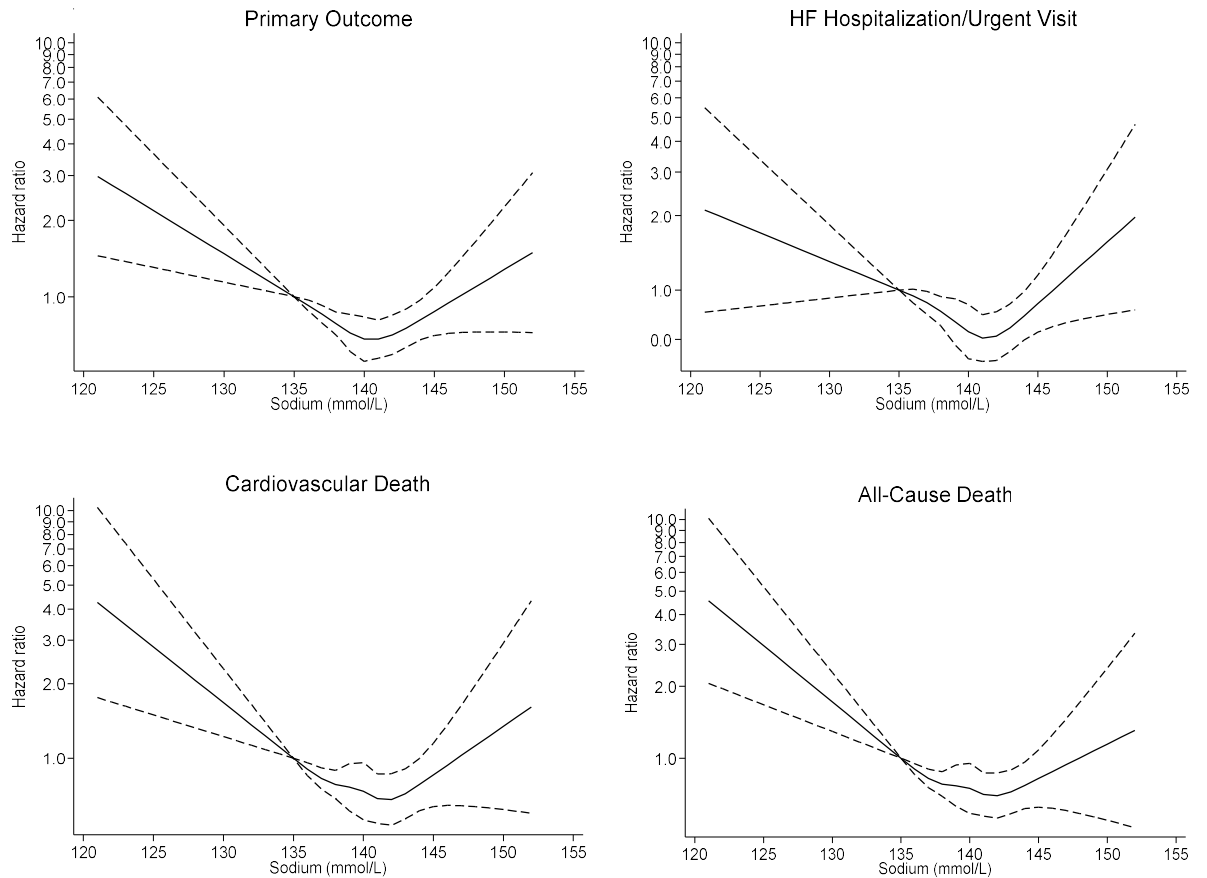 Primary Outcome
10.0
9.0
8.0
7.0
6.0
5.0
4.0
3.0
2.0
1.0
Hazard ratio
120 125 130 135 140 145 150 155
Sodium (mmol/L)
HF Hospitalization/Urgent Visit
10.0
9.0
8.0
7.0
6.0
5.0
4.0
3.0
2.0
1.0
0.0
Hazard ratio
120 125 130 135 140 145 150 155
Sodium (mmol/L)
Cardiovascular Death
10.0
9.0
8.0
7.0
6.0
5.0
4.0
3.0
2.0
1.0
Hazard ratio
120 125 130 135 140 145 150 155
Sodium (mmol/L)
All-Cause Death
10.0
9.0
8.0
7.0
6.0
5.0
4.0
3.0
2.0
1.0
Hazard ratio
120 125 130 135 140 145 150 155
Sodium (mmol/L)